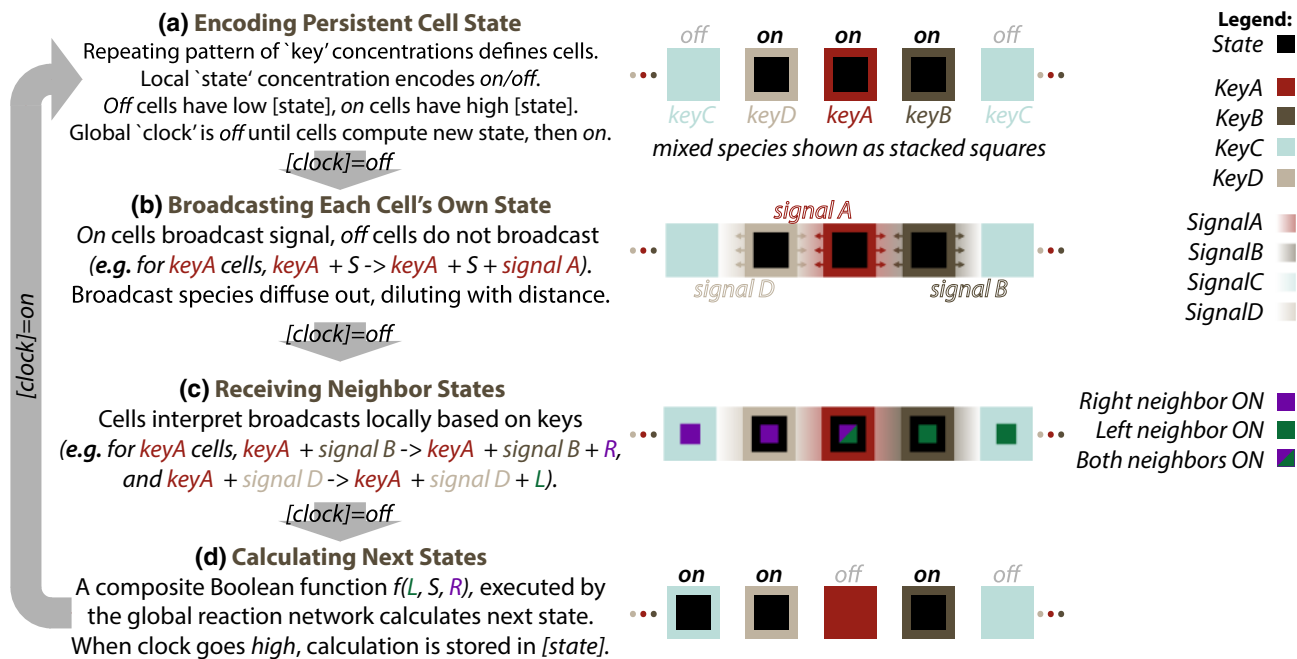 (a) Encoding Persistent Cell State
Repeating pattern of `key' concentrations defines cells.
Local `state' concentration encodes on/off.
Off cells have low [state], on cells have high [state].
Global `clock' is off until cells compute new state, then on.
[clock]=off
(b) Broadcasting Each Cell's Own State
On cells broadcast signal, off cells do not broadcast
(e.g. for keyA cells, keyA + S -> keyA + S + signal A).
Broadcast species diffuse out, diluting with distance.
[clock]=off
(c) Receiving Neighbor States
Cells interpret broadcasts locally based on keys
(e.g. for keyA cells, keyA + signal B -> keyA + signal B + R,
and keyA + signal D -> keyA + signal D + L).
[clock]=off
(d) Calculating Next States
A composite Boolean function f(L, S, R), executed by
the global reaction network calculates next state.
When clock goes high, calculation is stored in [state].
[clock]=on
off on on on off
keyC keyD keyA keyB keyC
mixed species shown as stacked squares
signal A
signal D signal B
on on off on off
Legend:
State
KeyA
KeyB
KeyC
KeyD
SignalA
SignalB
SignalC
SignalD
Right neighbor ON
Left neighbor ON
Both neighbors ON